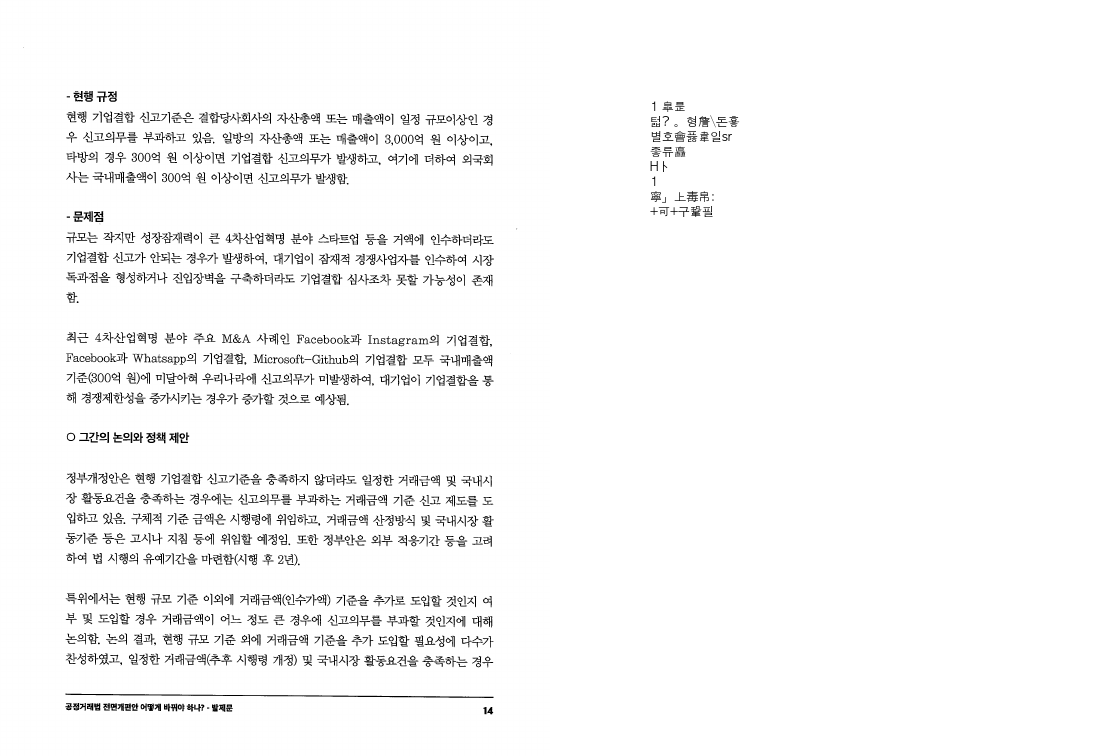 - 현행 규정
현행 기업결합 신고기준은 결합당사회사의 자산총액 또는 매출액이 일정 규모이상인 경
우 신고의무를 부과하고 있음. 일방의 자산총액 또는 매출액이 3,000억 원 이상이고,
타방의 경우 300억 원 이상이면 기업결합 신고의무가 발생하고, 여기에 더하여 외국회
사는 국내매출액이 300억 원 이상이면 신고의무가 발생함.
- 문제점
규모는 작지만 성장잠재력이 큰 4차산업혁명 분야 스타트업 등을 거액에 인수하더라도
기업결합 신고가 안되는 경우가 발생하여, 대기업이 잠재적 경쟁사업자를 인수하여 시장
독과점을 형성하거나 진입장벽을 구축하더라도 기업결합 심사조차 못할 가능성이 존재
함.
최근 4차산업혁명 분야 주요 M&A 사례인 Facebook과 Instagram의 기업결합,
Facebook과 Whatsapp의 기업결합, Microsoft-Github의 기업결합 모두 국내매출액
기준(300억 원)에 미달하여 우리나라에 신고의무가 미발생하여, 대기업이 기업결합을 통
해 경쟁제한성을 증가시키는 경우가 증가할 것으로 예상됨.
○ 그간의 논의와 정책 제안
정부개정안은 현행 기업결합 신고기준을 충족하지 않더라도 일정한 거래금액 및 국내시
장 활동요건을 충족하는 경우에는 신고의무를 부과하는 거래금액 기준 신고 제도를 도
입하고 있음. 구체적 기준 금액은 시행령에 위임하고, 거래금액 산정방식 및 국내시장 활
동기준 등은 고시나 지침 등에 위임할 예정임. 또한 정부안은 외부 적응기간 등을 고려
하여 법 시행의 유예기간을 마련함(시행 후 2년).
특위에서는 현행 규모 기준 이외에 거래금액(인수가액) 기준을 추가로 도입할 것인지 여
부 및 도입할 경우 거래금액이 어느 정도 큰 경우에 신고의무를 부과할 것인지에 대해
논의함. 논의 결과, 현행 규모 기준 외에 거래금액 기준을 추가 도입할 필요성에 다수가
찬성하였고, 일정한 거래금액(추후 시행령 개정) 및 국내시장 활동요건을 충족하는 경우
공정거래법 전면개편안 어떻게 바꿔야 하나? - 발제문
14
1 皐른
。 형詹\돈홍
별호會
좋류
Hト
1
寧」上毒帛:
+可+구鞏필